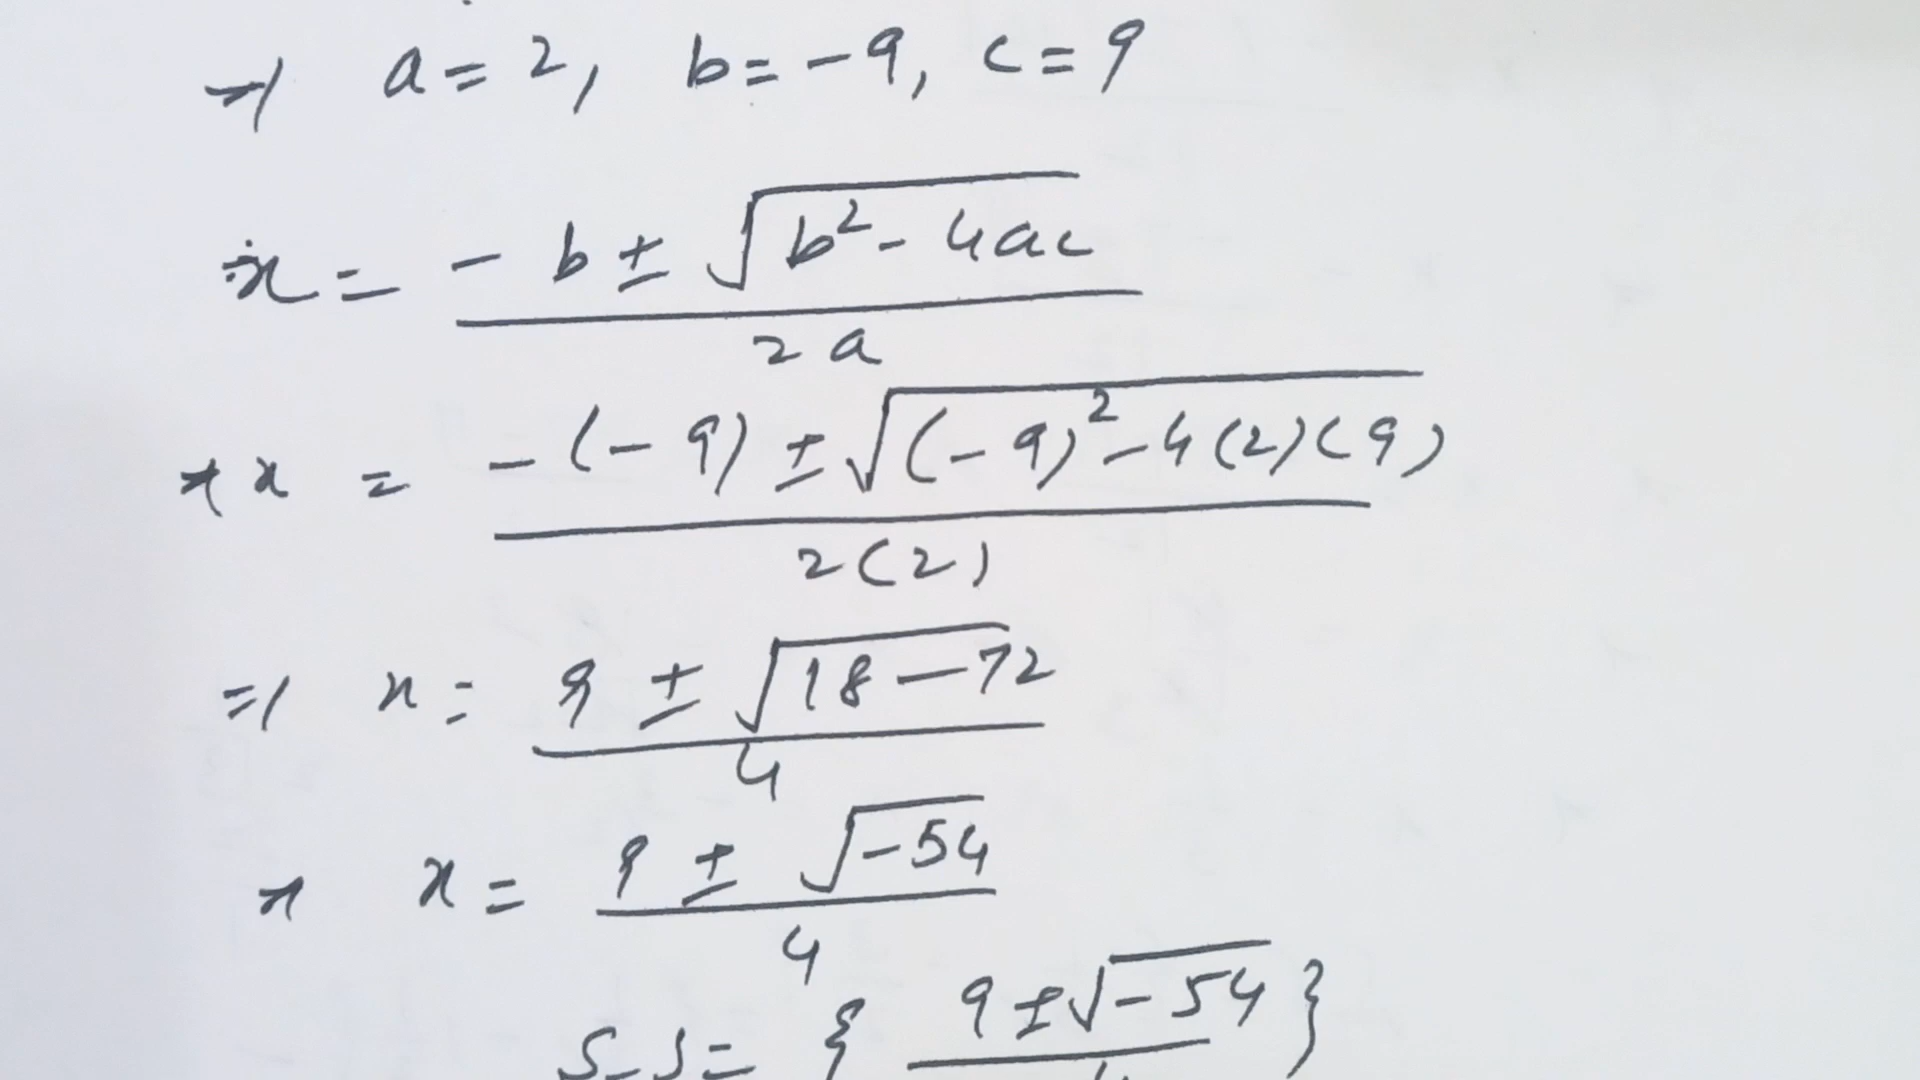 ⇒ a = 2, b = -9, c = 9
∴ x = (- b ± √(b² - 4ac)) / 2a
⇒ x = (-(-9) ± √((-9)² - 4(2)(9))) / 2(2)
⇒ x = (9 ± √(18 - 72)) / 4
⇒ x = (9 ± √(-54)) / 4
S.S = { (9 ± √(-54)) / 4 }